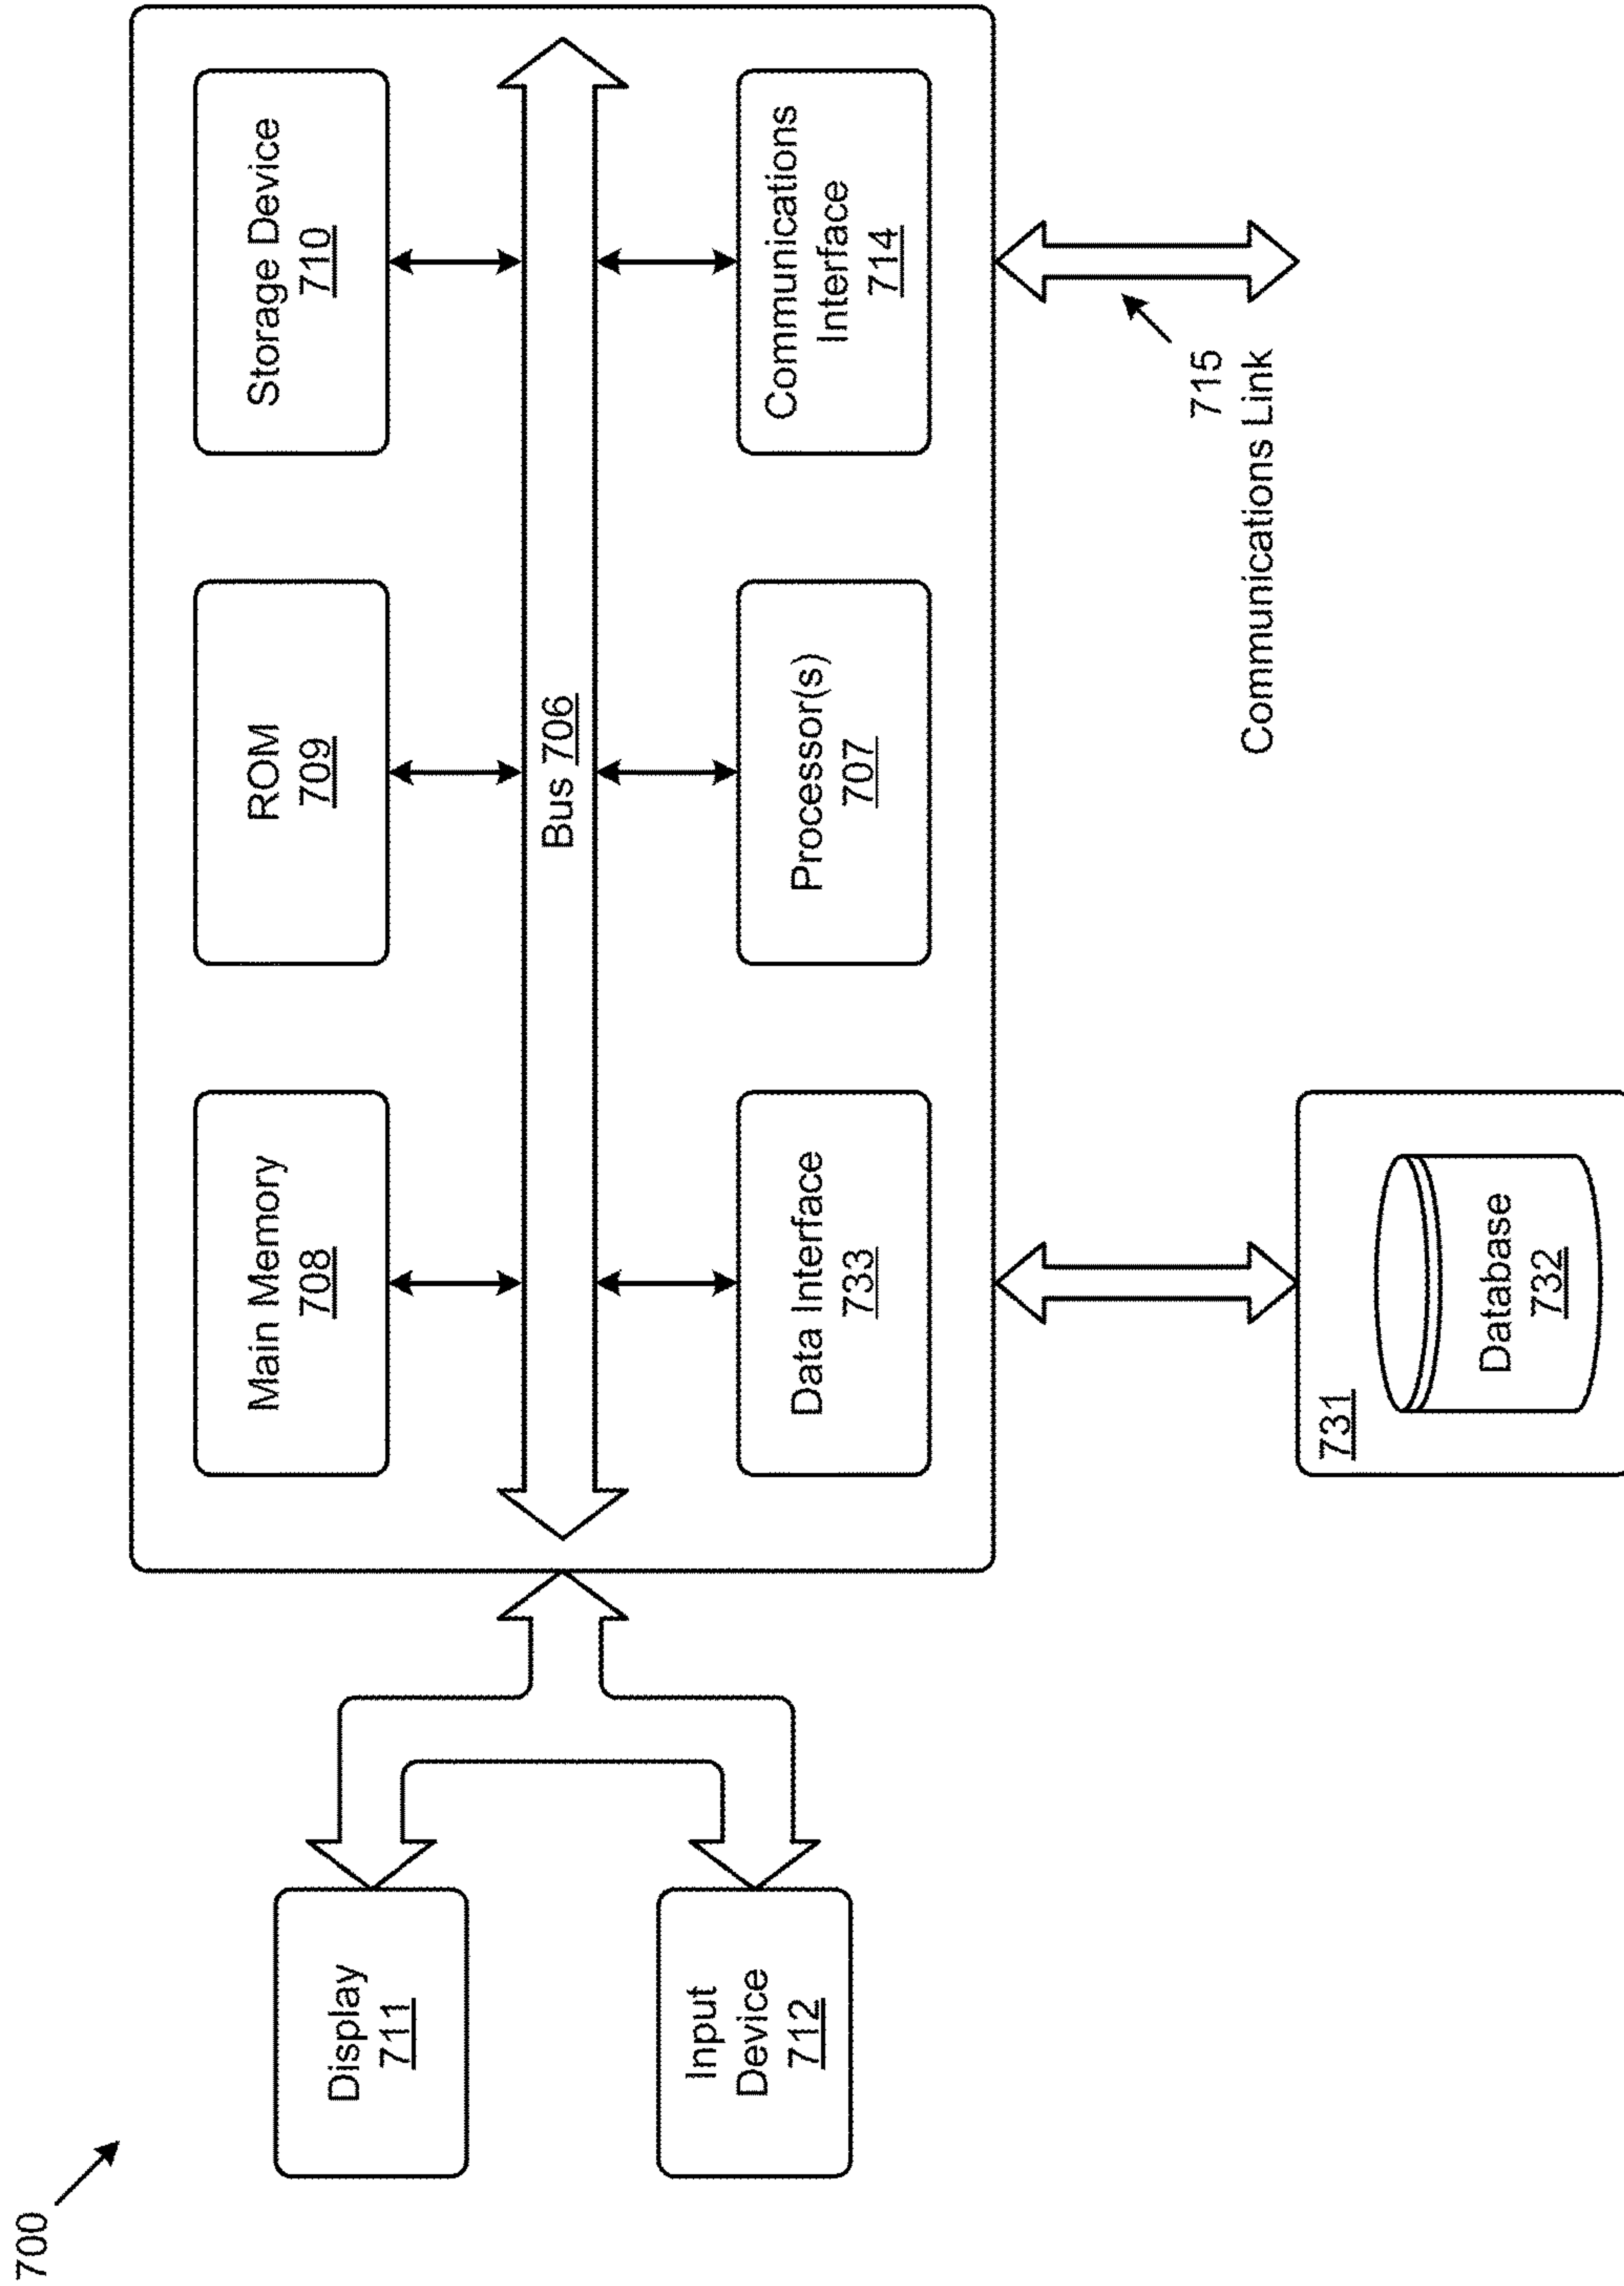 700
Display
711
Input
Device
712
Main Memory
708
ROM
709
Storage Device
710
Bus 706
Data Interface
733
Processor(s)
707
Communications
Interface
714
731
Database
732
715
Communications Link